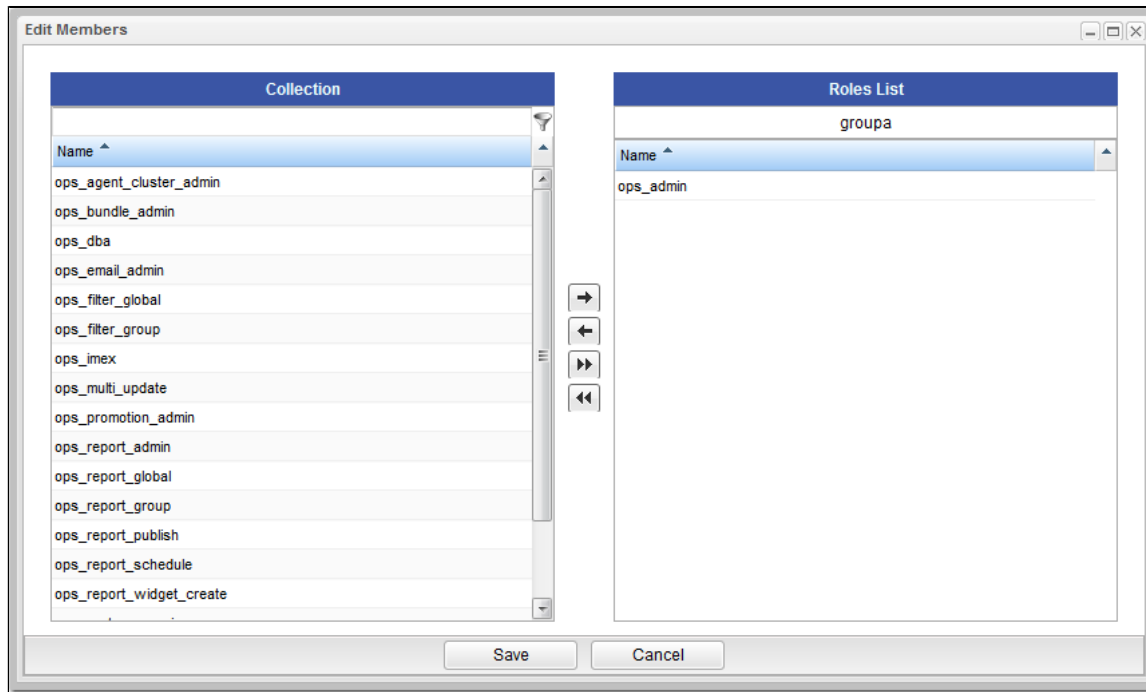 Edit Members
Collection
Name
ops_agent_cluster_admin
ops_bundle_admin
ops_dba
ops_email_admin
ops_filter_global
ops_filter_group
ops_imex
ops_multi_update
ops_promotion_admin
ops_report_admin
ops_report_global
ops_report_group
ops_report_publish
ops_report_schedule
ops_report_widget_create
Roles List
groupa
Name
ops_admin
Save Cancel